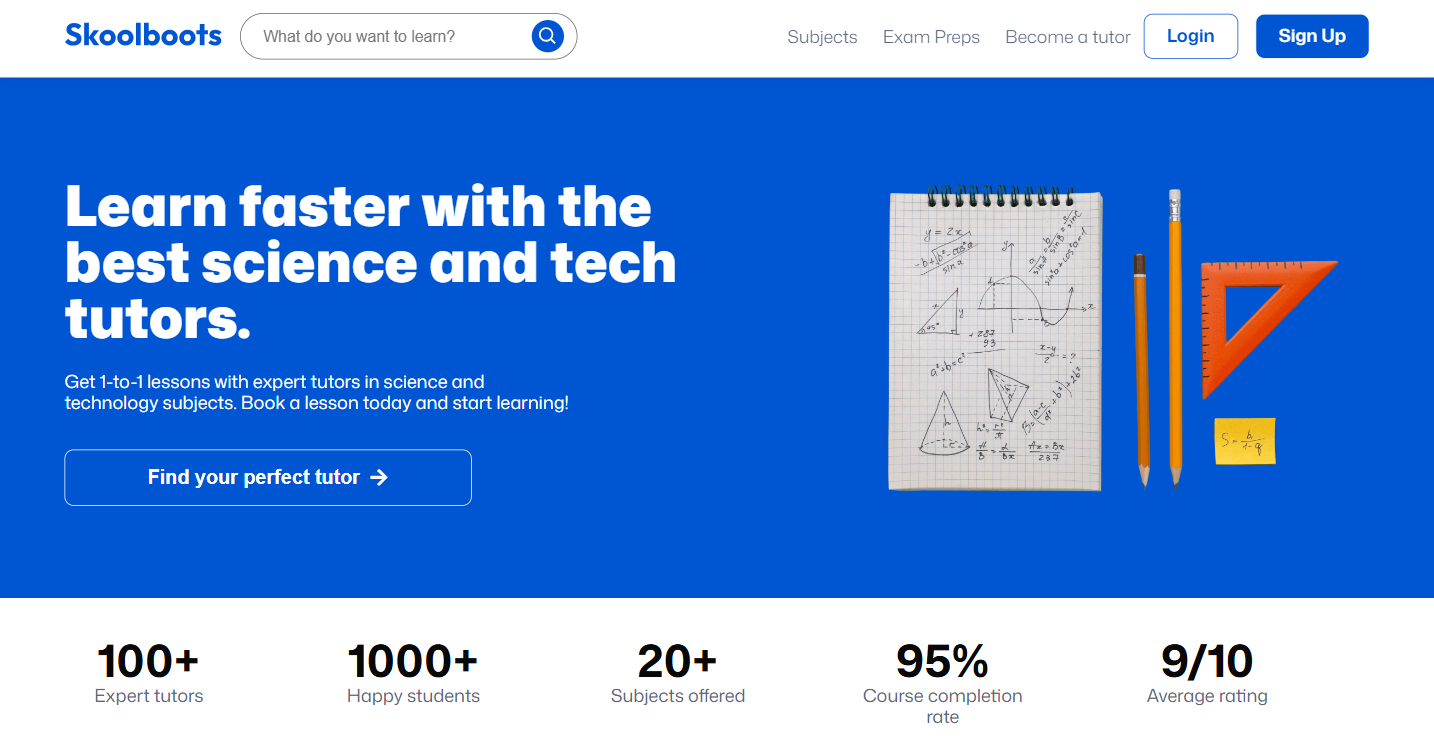 Skoolboots
What do you want to learn?
Subjects
Exam Preps
Become a tutor
Login
Sign Up
Learn faster with the
best science and tech
tutors.
Get 1-to-1 lessons with expert tutors in science and
technology subjects. Book a lesson today and start learning!
Find your perfect tutor
y = 2x
100+
Expert tutors
1000+
Happy students
20+
Subjects offered
95%
Course completion
rate
9/10
Average rating